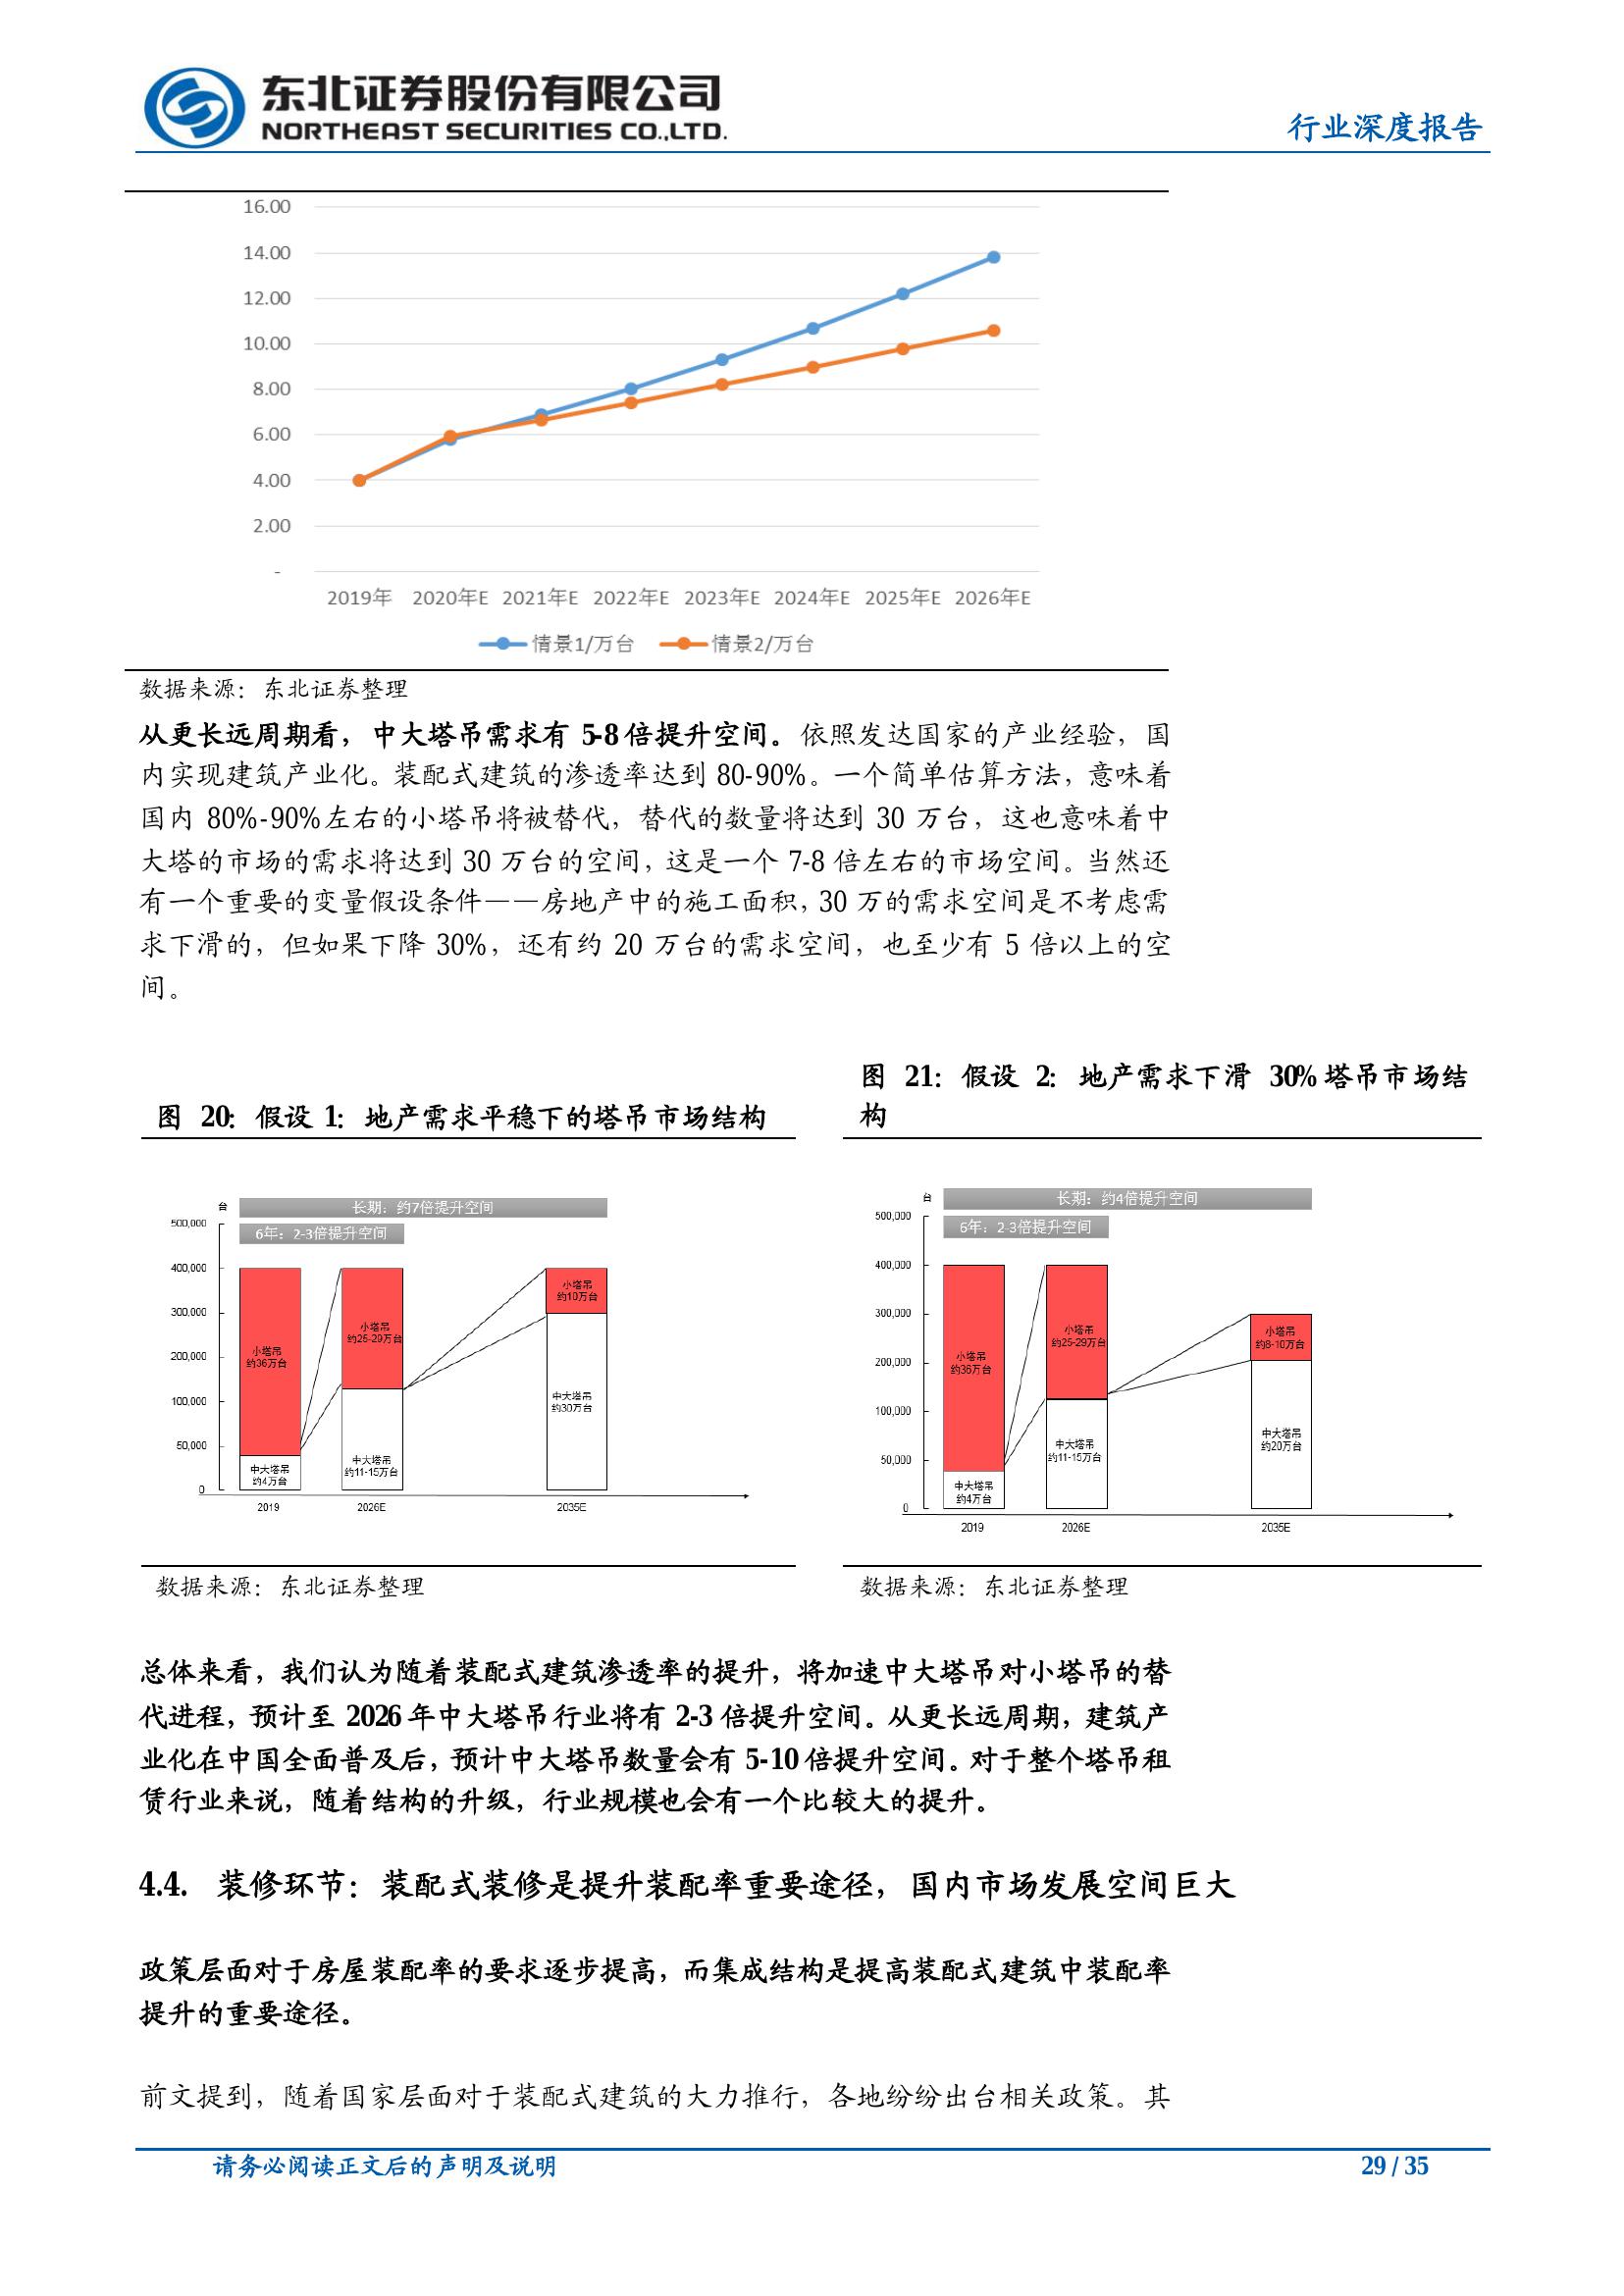 东北证券股份有限公司
NORTHEAST SECURITIES CO.,LTD.
行业深度报告
16.00
14.00
12.00
10.00
8.00
6.00
4.00
2.00
-
2019年 2020年E 2021年E 2022年E 2023年E 2024年E 2025年E 2026年E
情景1/万台 情景2/万台
数据来源：东北证券整理
从更长远周期看，中大塔吊需求有 5-8 倍提升空间。依照发达国家的产业经验，国
内实现建筑产业化。装配式建筑的渗透率达到 80-90%。一个简单估算方法，意味着
国内 80%-90%左右的小塔吊将被替代，替代的数量将达到 30 万台，这也意味着中
大塔的市场的需求将达到 30 万台的空间，这是一个 7-8 倍左右的市场空间。当然还
有一个重要的变量假设条件——房地产中的施工面积，30 万的需求空间是不考虑需
求下滑的，但如果下降 30%，还有约 20 万台的需求空间，也至少有 5 倍以上的空
间。
图 20：假设 1：地产需求平稳下的塔吊市场结构
台
长期：约7倍提升空间
6年：2-3倍提升空间
500,000
400,000
300,000
200,000
100,000
50,000
0
小塔吊
约36万台
中大塔吊
约4万台
小塔吊
约25-29万台
中大塔吊
约11-15万台
小塔吊
约10万台
中大塔吊
约30万台
2019 2026E 2035E
数据来源：东北证券整理
图 21：假设 2：地产需求下滑 30%塔吊市场结
构
台
长期：约4倍提升空间
6年：2-3倍提升空间
500,000
400,000
300,000
200,000
100,000
50,000
0
小塔吊
约36万台
中大塔吊
约4万台
小塔吊
约25-29万台
中大塔吊
约11-15万台
小塔吊
约8-10万台
中大塔吊
约20万台
2019 2026E 2035E
数据来源：东北证券整理
总体来看，我们认为随着装配式建筑渗透率的提升，将加速中大塔吊对小塔吊的替
代进程，预计至 2026 年中大塔吊行业将有 2-3 倍提升空间。从更长远周期，建筑产
业化在中国全面普及后，预计中大塔吊数量会有 5-10 倍提升空间。对于整个塔吊租
赁行业来说，随着结构的升级，行业规模也会有一个比较大的提升。
4.4. 装修环节：装配式装修是提升装配率重要途径，国内市场发展空间巨大
政策层面对于房屋装配率的要求逐步提高，而集成结构是提高装配式建筑中装配率
提升的重要途径。
前文提到，随着国家层面对于装配式建筑的大力推行，各地纷纷出台相关政策。其
请务必阅读正文后的声明及说明
29 / 35